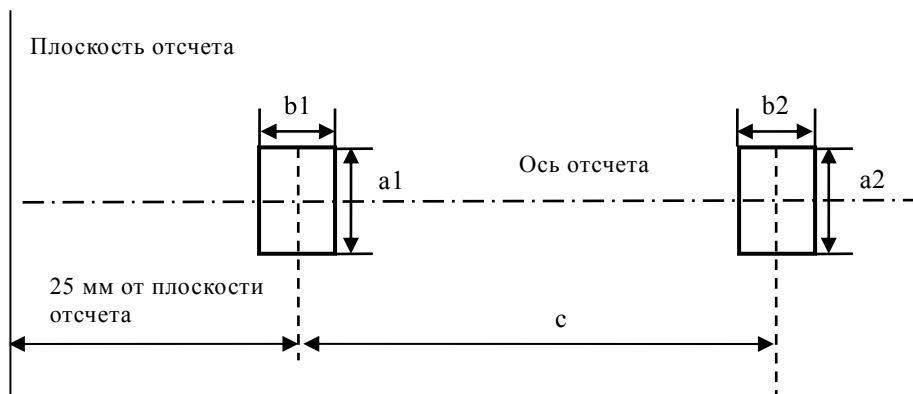 Плоскость отсчета
b1
b2
Ось отсчета
a1
a2
25 мм от плоскости
отсчета
c